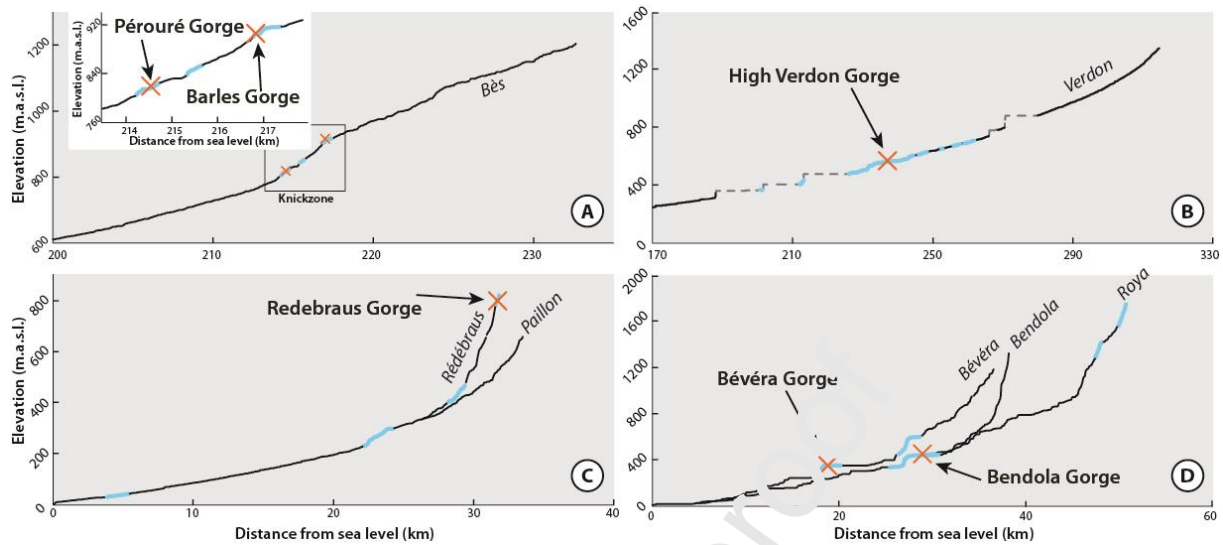 Pérouré Gorge
Barles Gorge
Elevation (m.a.s.l.)
920
840
760
214
215
216
217
Distance from sea level (km)
Elevation (m.a.s.l.)
1200
1000
800
600
Bès
Knickzone
A
200
210
220
230
1600
1200
800
400
0
High Verdon Gorge
Verdon
B
170
210
250
290
330
Elevation (m.a.s.l.)
800
600
400
200
0
Redebraus Gorge
Rédébraus
Paillon
C
0
10
20
30
40
Distance from sea level (km)
2000
1600
1200
800
400
0
Bévéra Gorge
Bévéra
Bendola
Roya
Bendola Gorge
D
0
20
40
60
Distance from sea level (km)
proof